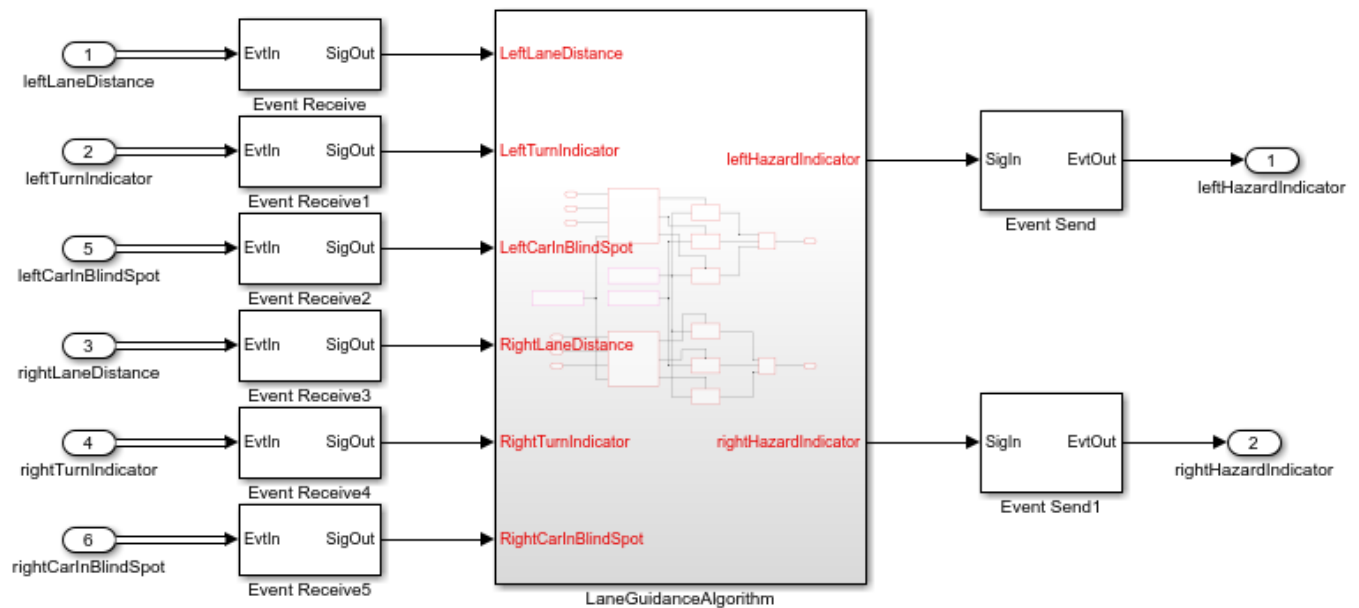 1
leftLaneDistance
EvtIn SigOut
Event Receive
2
leftTurnIndicator
EvtIn SigOut
Event Receive1
5
leftCarInBlindSpot
EvtIn SigOut
Event Receive2
3
rightLaneDistance
EvtIn SigOut
Event Receive3
4
rightTurnIndicator
EvtIn SigOut
Event Receive4
6
rightCarInBlindSpot
EvtIn SigOut
Event Receive5
LeftLaneDistance
LeftTurnIndicator
LeftCarInBlindSpot
RightLaneDistance
RightTurnIndicator
RightCarInBlindSpot
leftHazardIndicator
rightHazardIndicator
LaneGuidanceAlgorithm
SigIn EvtOut
Event Send
1
leftHazardIndicator
SigIn EvtOut
Event Send1
2
rightHazardIndicator